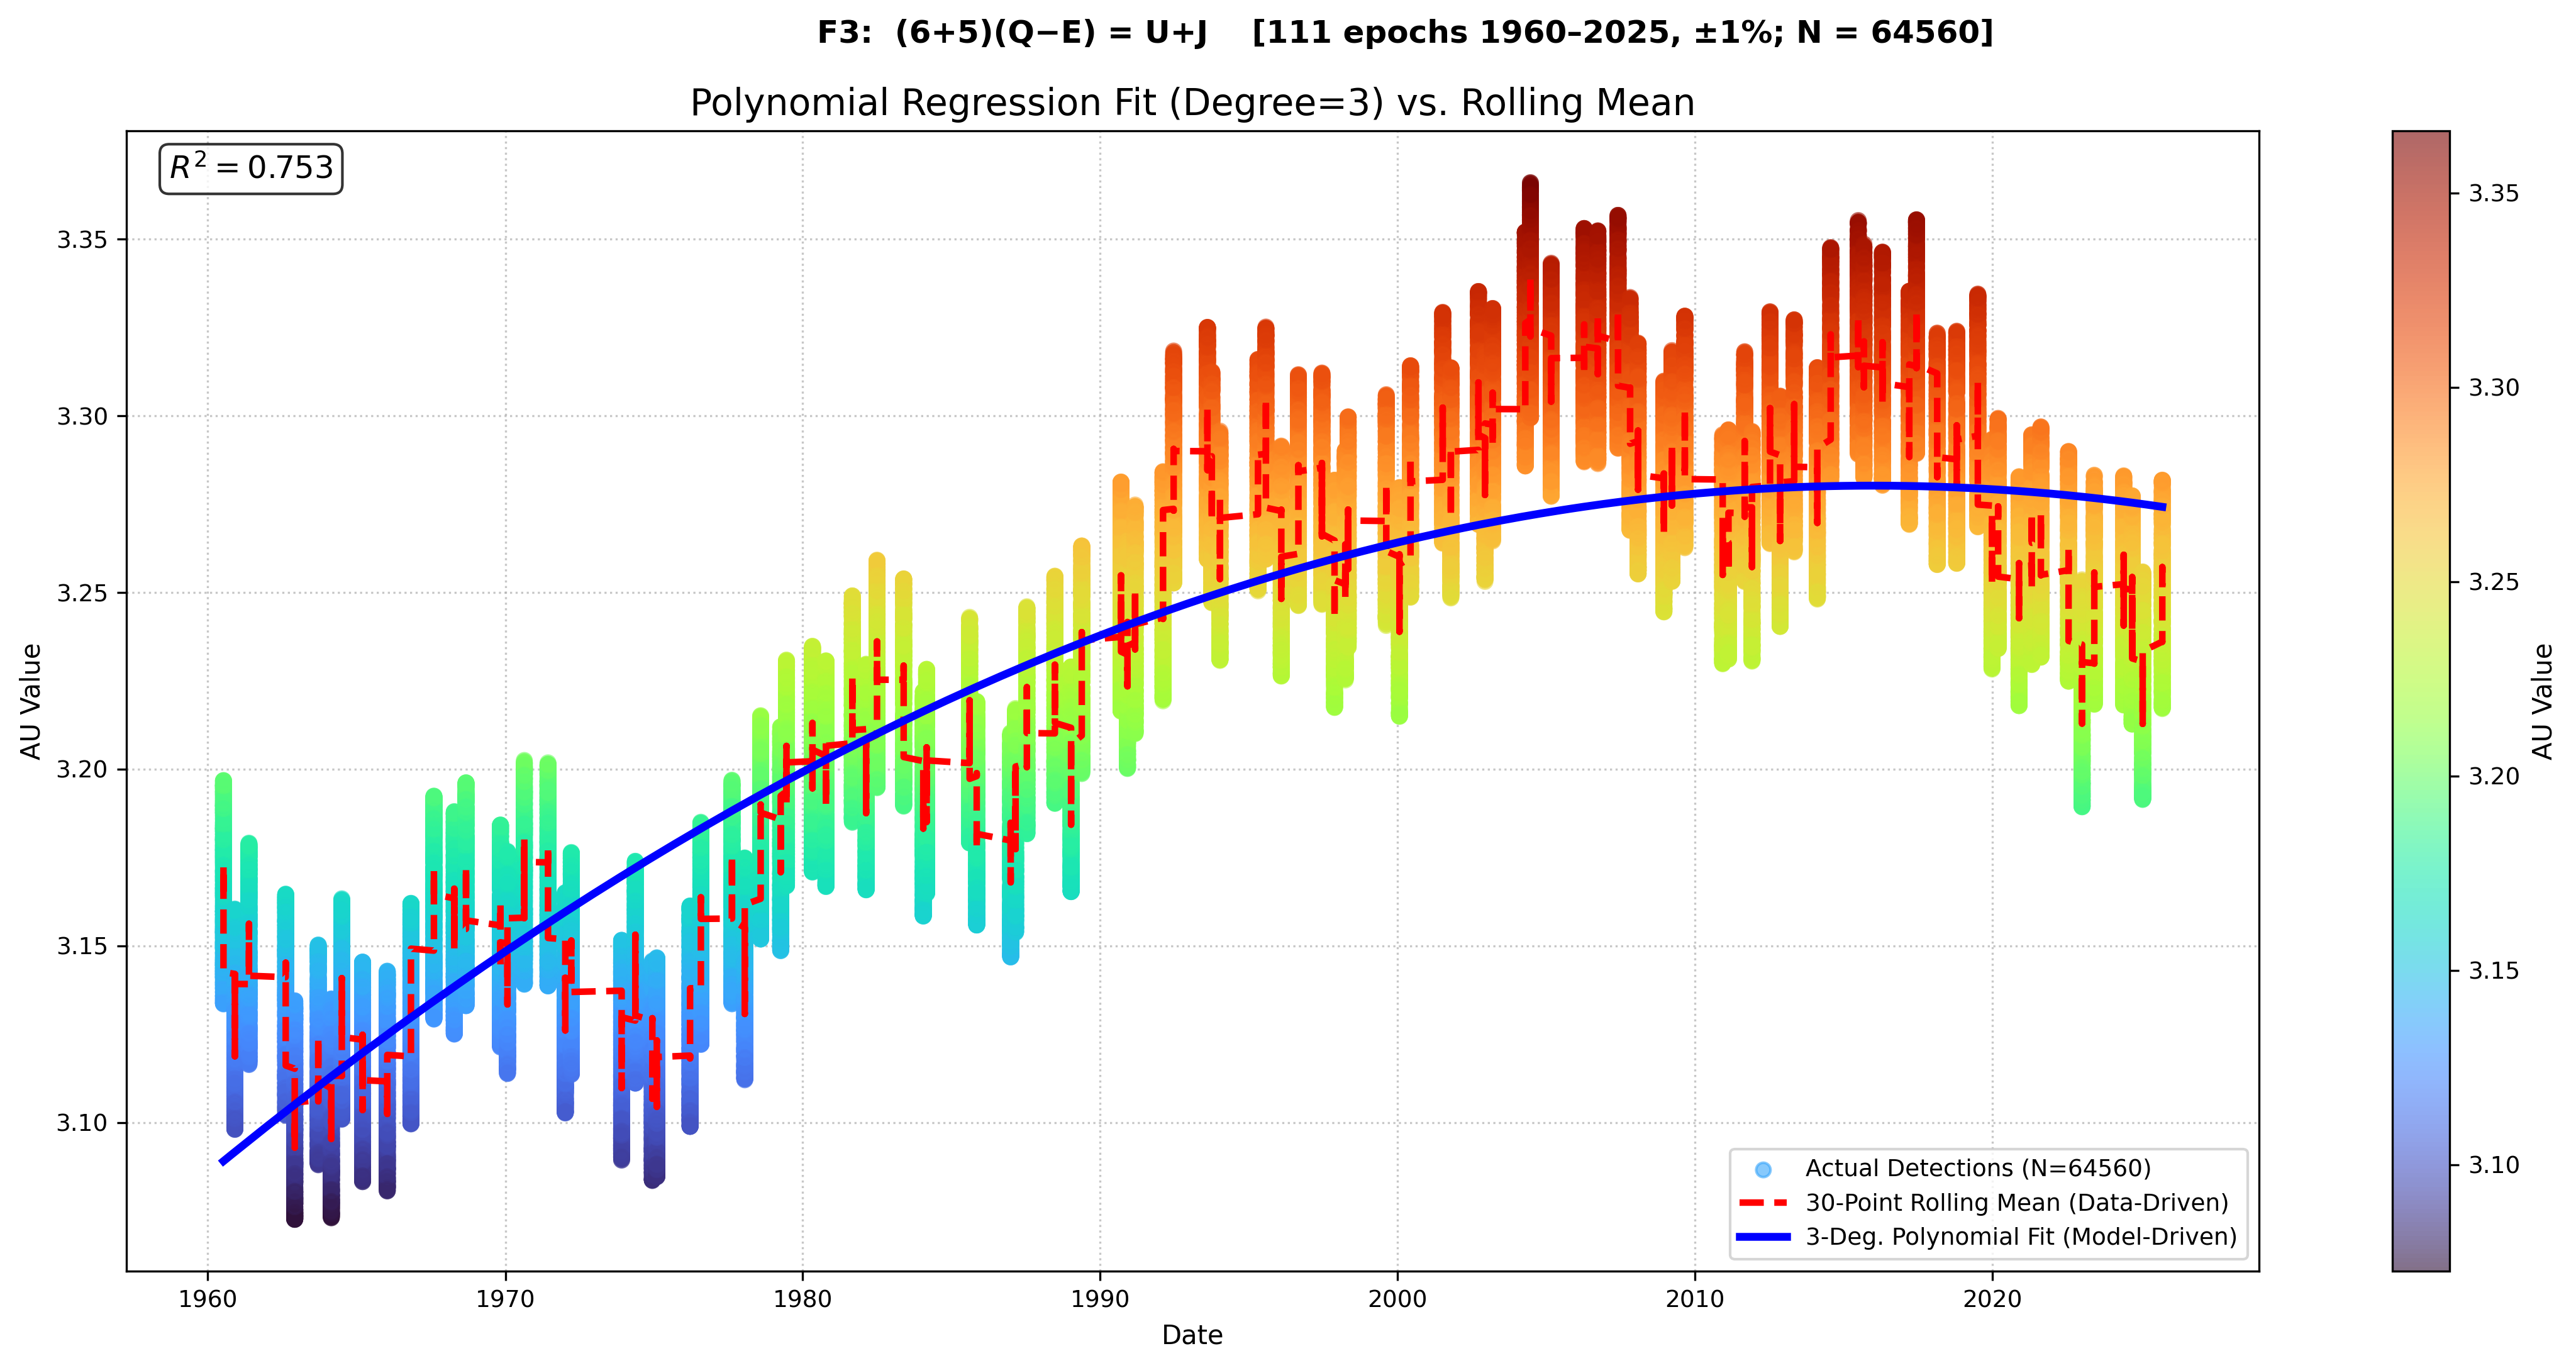 F3:  (6+5)(Q−E) = U+J    [111 epochs 1960–2025, ±1%; N = 64560]
Polynomial Regression Fit (Degree=3) vs. Rolling Mean
R² = 0.753
AU Value
3.35
3.30
3.25
3.20
3.15
3.10
1960
1970
1980
1990
2000
2010
2020
Date
Actual Detections (N=64560)
30-Point Rolling Mean (Data-Driven)
3-Deg. Polynomial Fit (Model-Driven)
3.35
3.30
3.25
3.20
3.15
3.10
AU Value